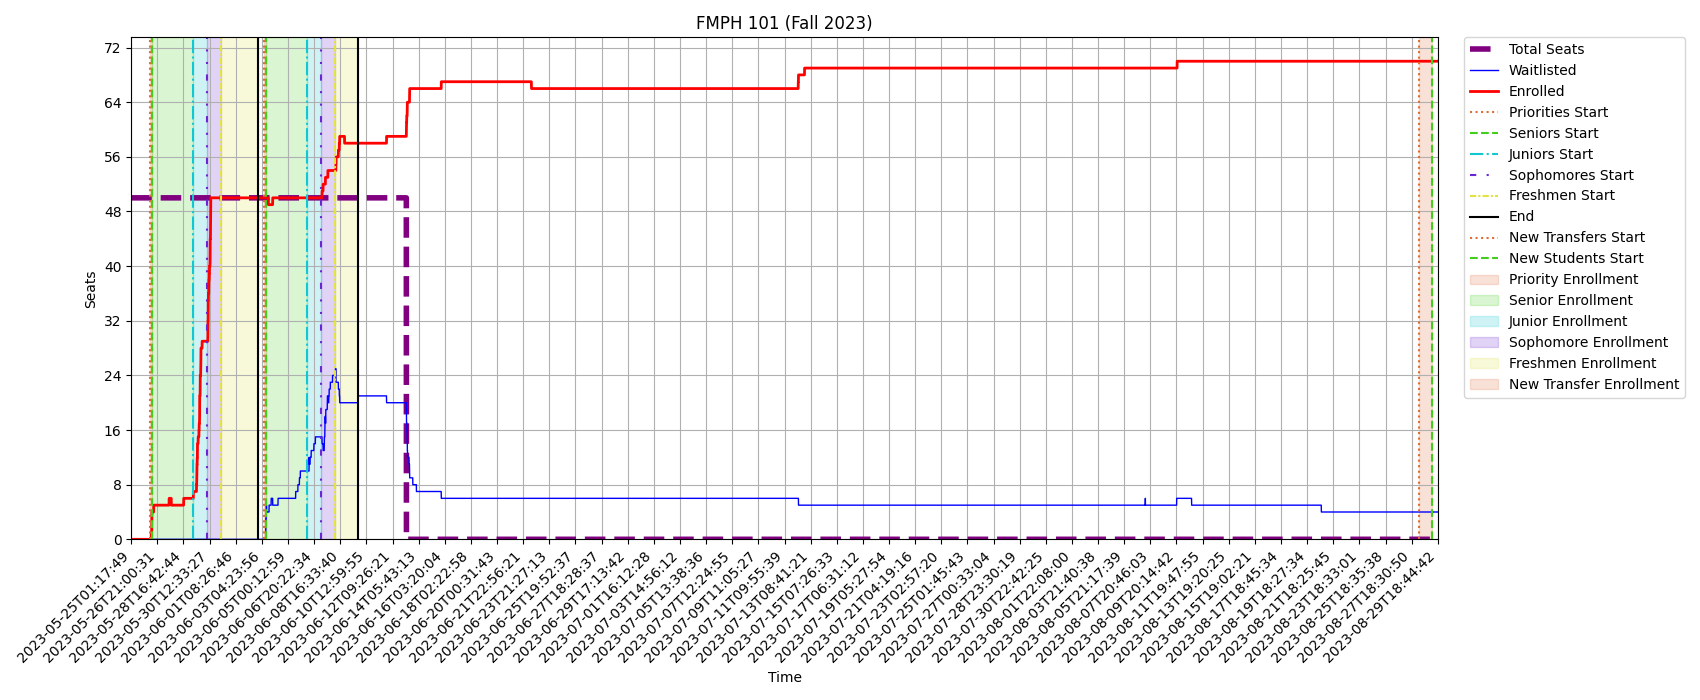 FMPH 101 (Fall 2023)
Seats
72
64
56
48
40
32
24
16
8
0
2023-05-25T01:17:49
2023-05-26T21:00:31
2023-05-28T16:42:44
2023-05-30T12:33:27
2023-06-01T08:26:46
2023-06-03T04:23:56
2023-06-05T00:12:59
2023-06-06T20:22:34
2023-06-08T16:33:40
2023-06-10T12:59:55
2023-06-12T09:26:21
2023-06-14T05:43:13
2023-06-16T03:20:04
2023-06-18T02:22:58
2023-06-20T00:31:43
2023-06-21T22:56:21
2023-06-23T21:27:13
2023-06-25T19:52:37
2023-06-27T18:28:37
2023-06-29T17:13:42
2023-07-01T16:12:28
2023-07-03T14:56:12
2023-07-05T13:38:36
2023-07-07T12:24:55
2023-07-09T11:05:27
2023-07-11T09:55:39
2023-07-13T08:41:21
2023-07-15T07:26:33
2023-07-17T06:31:12
2023-07-19T05:27:54
2023-07-21T04:19:16
2023-07-23T02:57:20
2023-07-25T01:45:43
2023-07-27T00:33:04
2023-07-28T23:30:19
2023-07-30T22:42:25
2023-08-01T22:08:00
2023-08-03T21:40:38
2023-08-05T21:17:39
2023-08-07T20:46:03
2023-08-09T20:14:42
2023-08-11T19:47:55
2023-08-13T19:20:25
2023-08-15T19:02:21
2023-08-17T18:45:34
2023-08-19T18:27:34
2023-08-21T18:25:45
2023-08-23T18:33:01
2023-08-25T18:35:38
2023-08-27T18:30:50
2023-08-29T18:44:42
Time
Total Seats
Waitlisted
Enrolled
Priorities Start
Seniors Start
Juniors Start
Sophomores Start
Freshmen Start
End
New Transfers Start
New Students Start
Priority Enrollment
Senior Enrollment
Junior Enrollment
Sophomore Enrollment
Freshmen Enrollment
New Transfer Enrollment